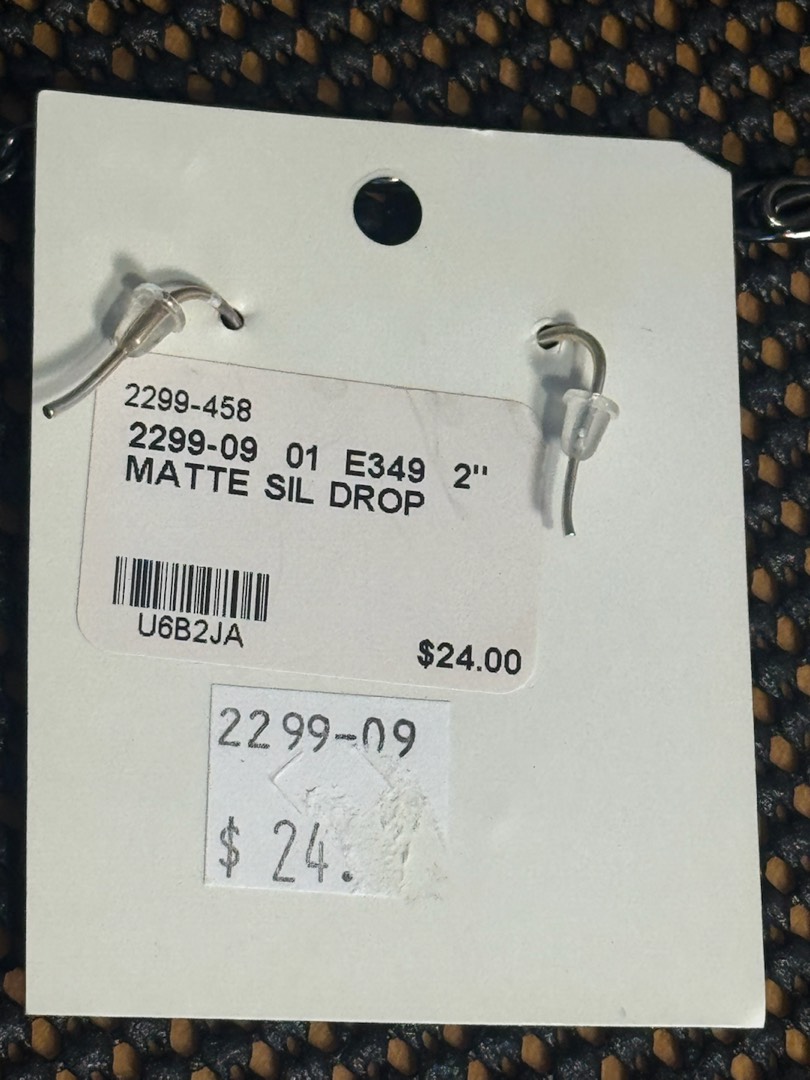 2299-458
2299-09 01 E349 2"
MATTE SIL DROP
U6B2JA
$24.00
2299-09
$ 24.